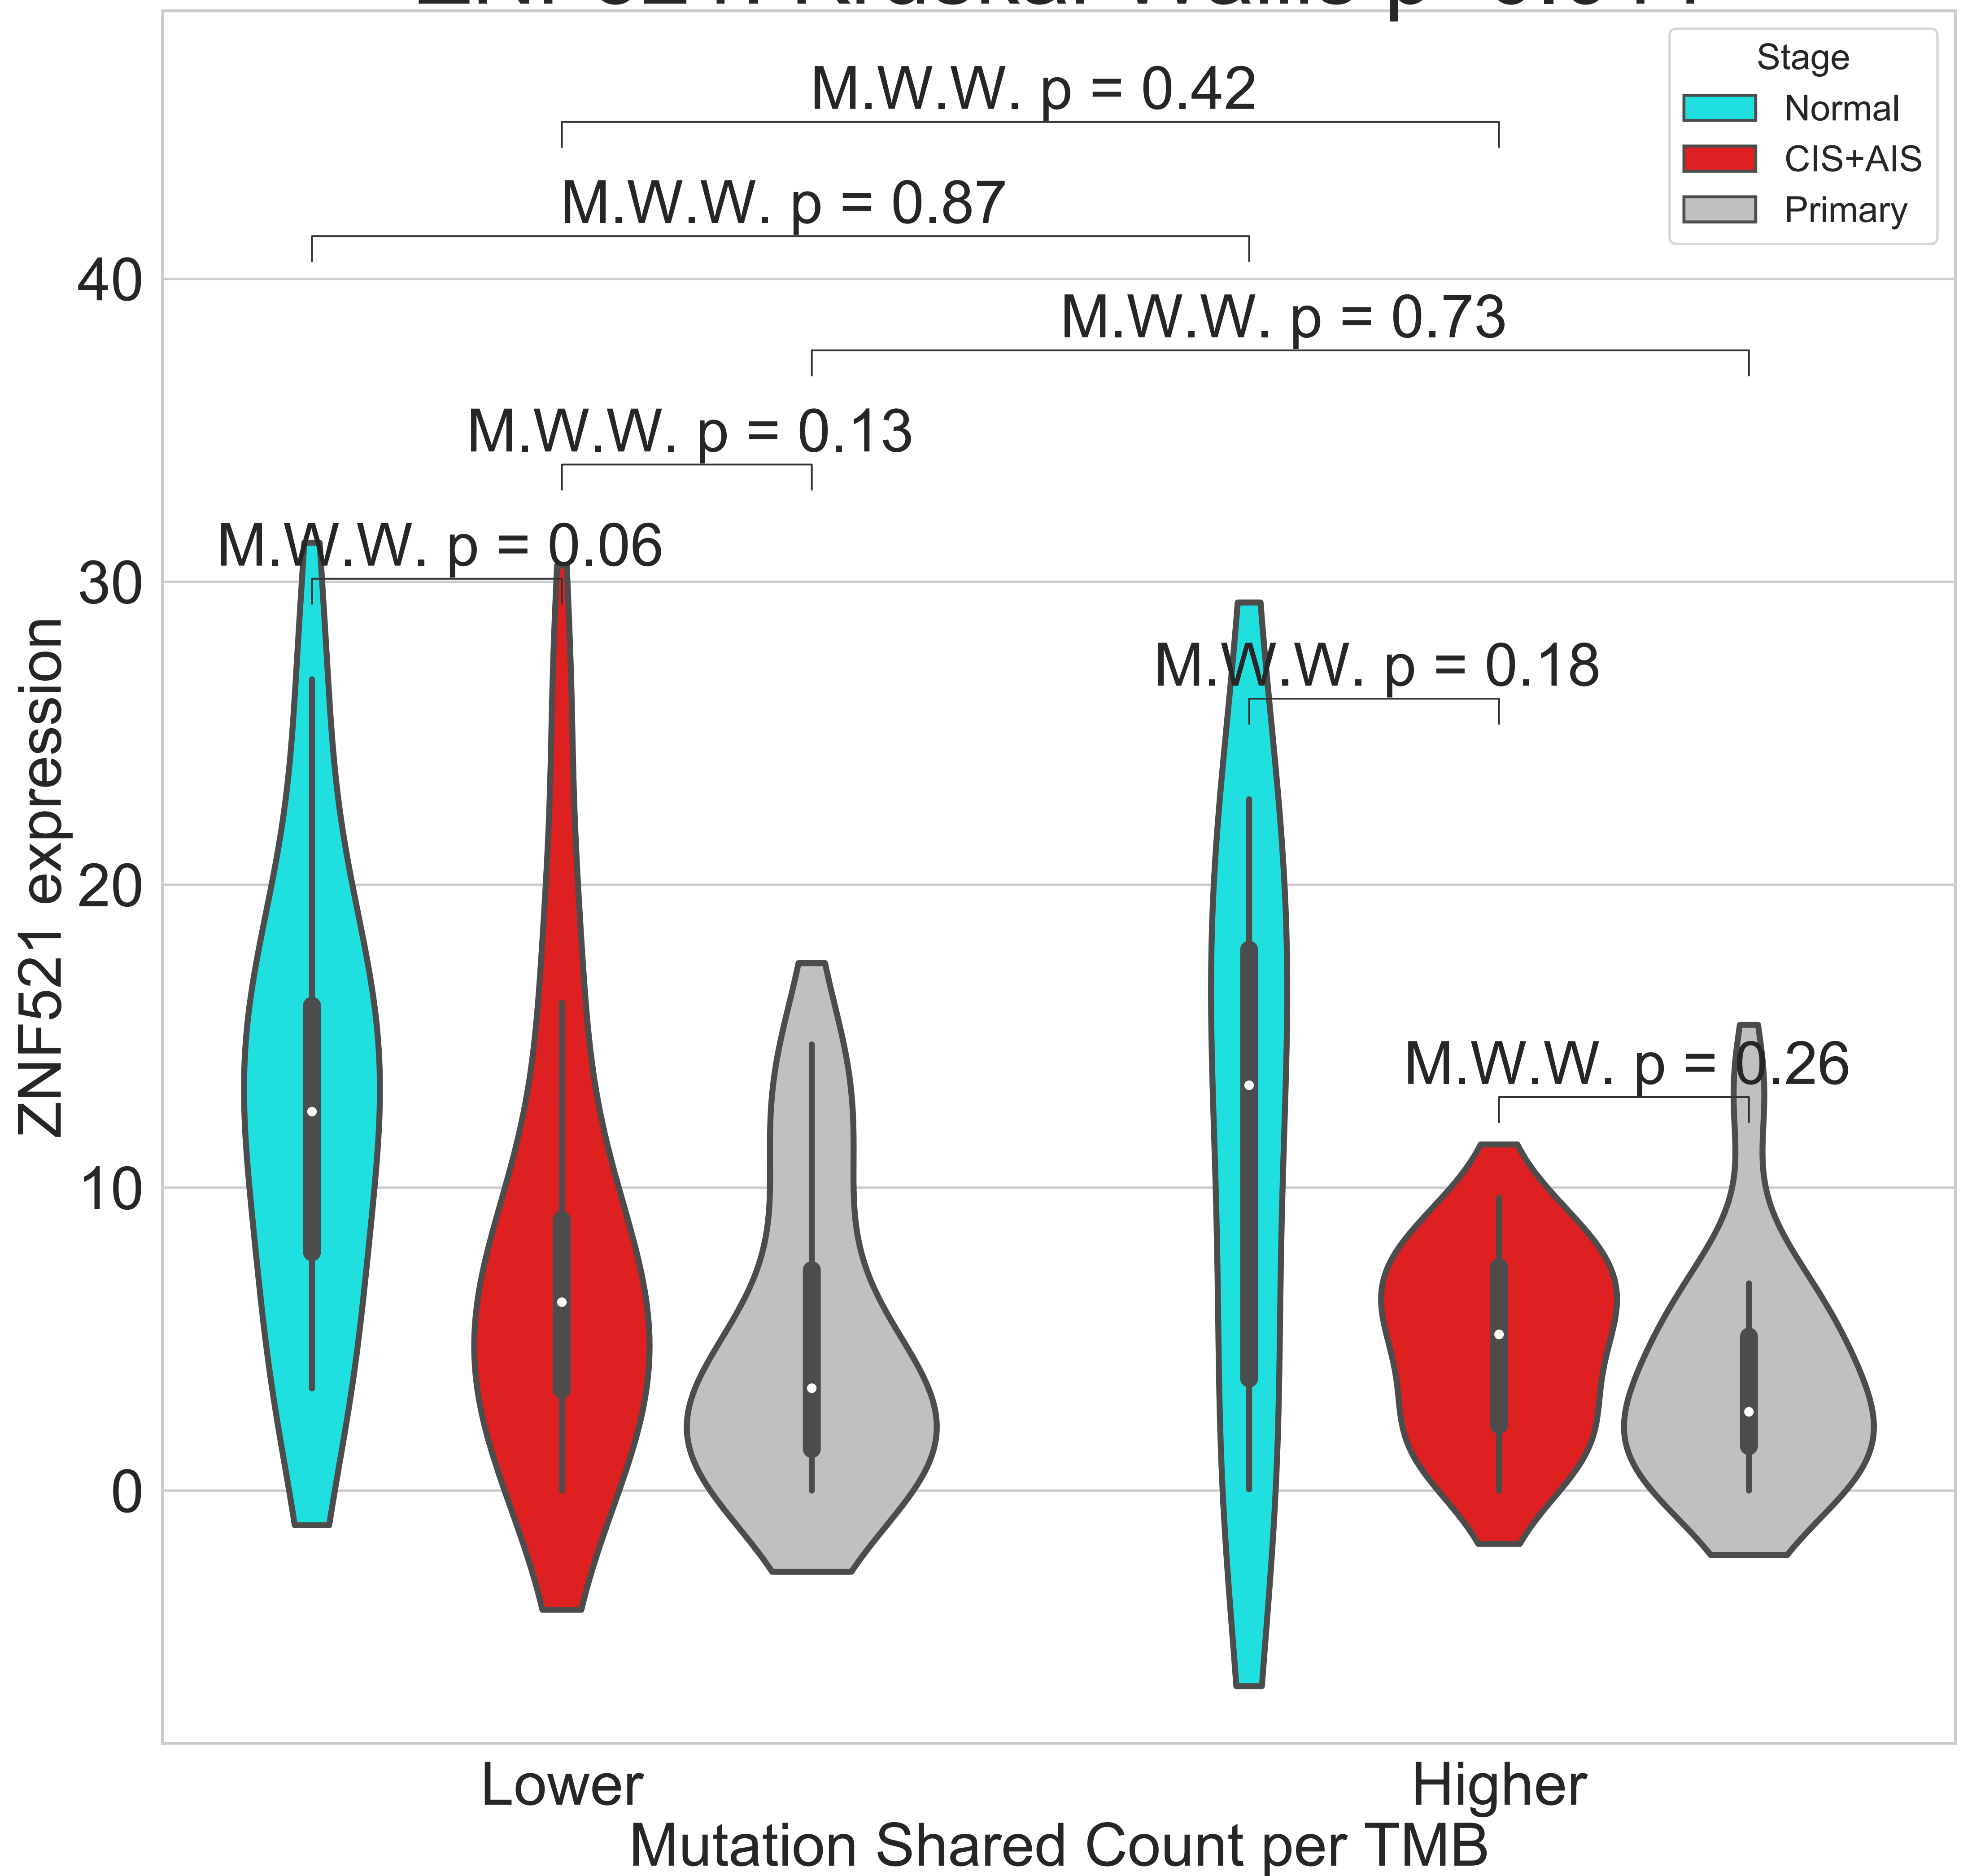 Stage
Normal
CIS+AIS
Primary
M.W.W. p = 0.42
M.W.W. p = 0.87
M.W.W. p = 0.73
M.W.W. p = 0.13
M.W.W. p = 0.06
M.W.W. p = 0.18
M.W.W. p = 0.26
40
30
20
10
0
ZNF521 expression
Lower
Higher
Mutation Shared Count per TMB